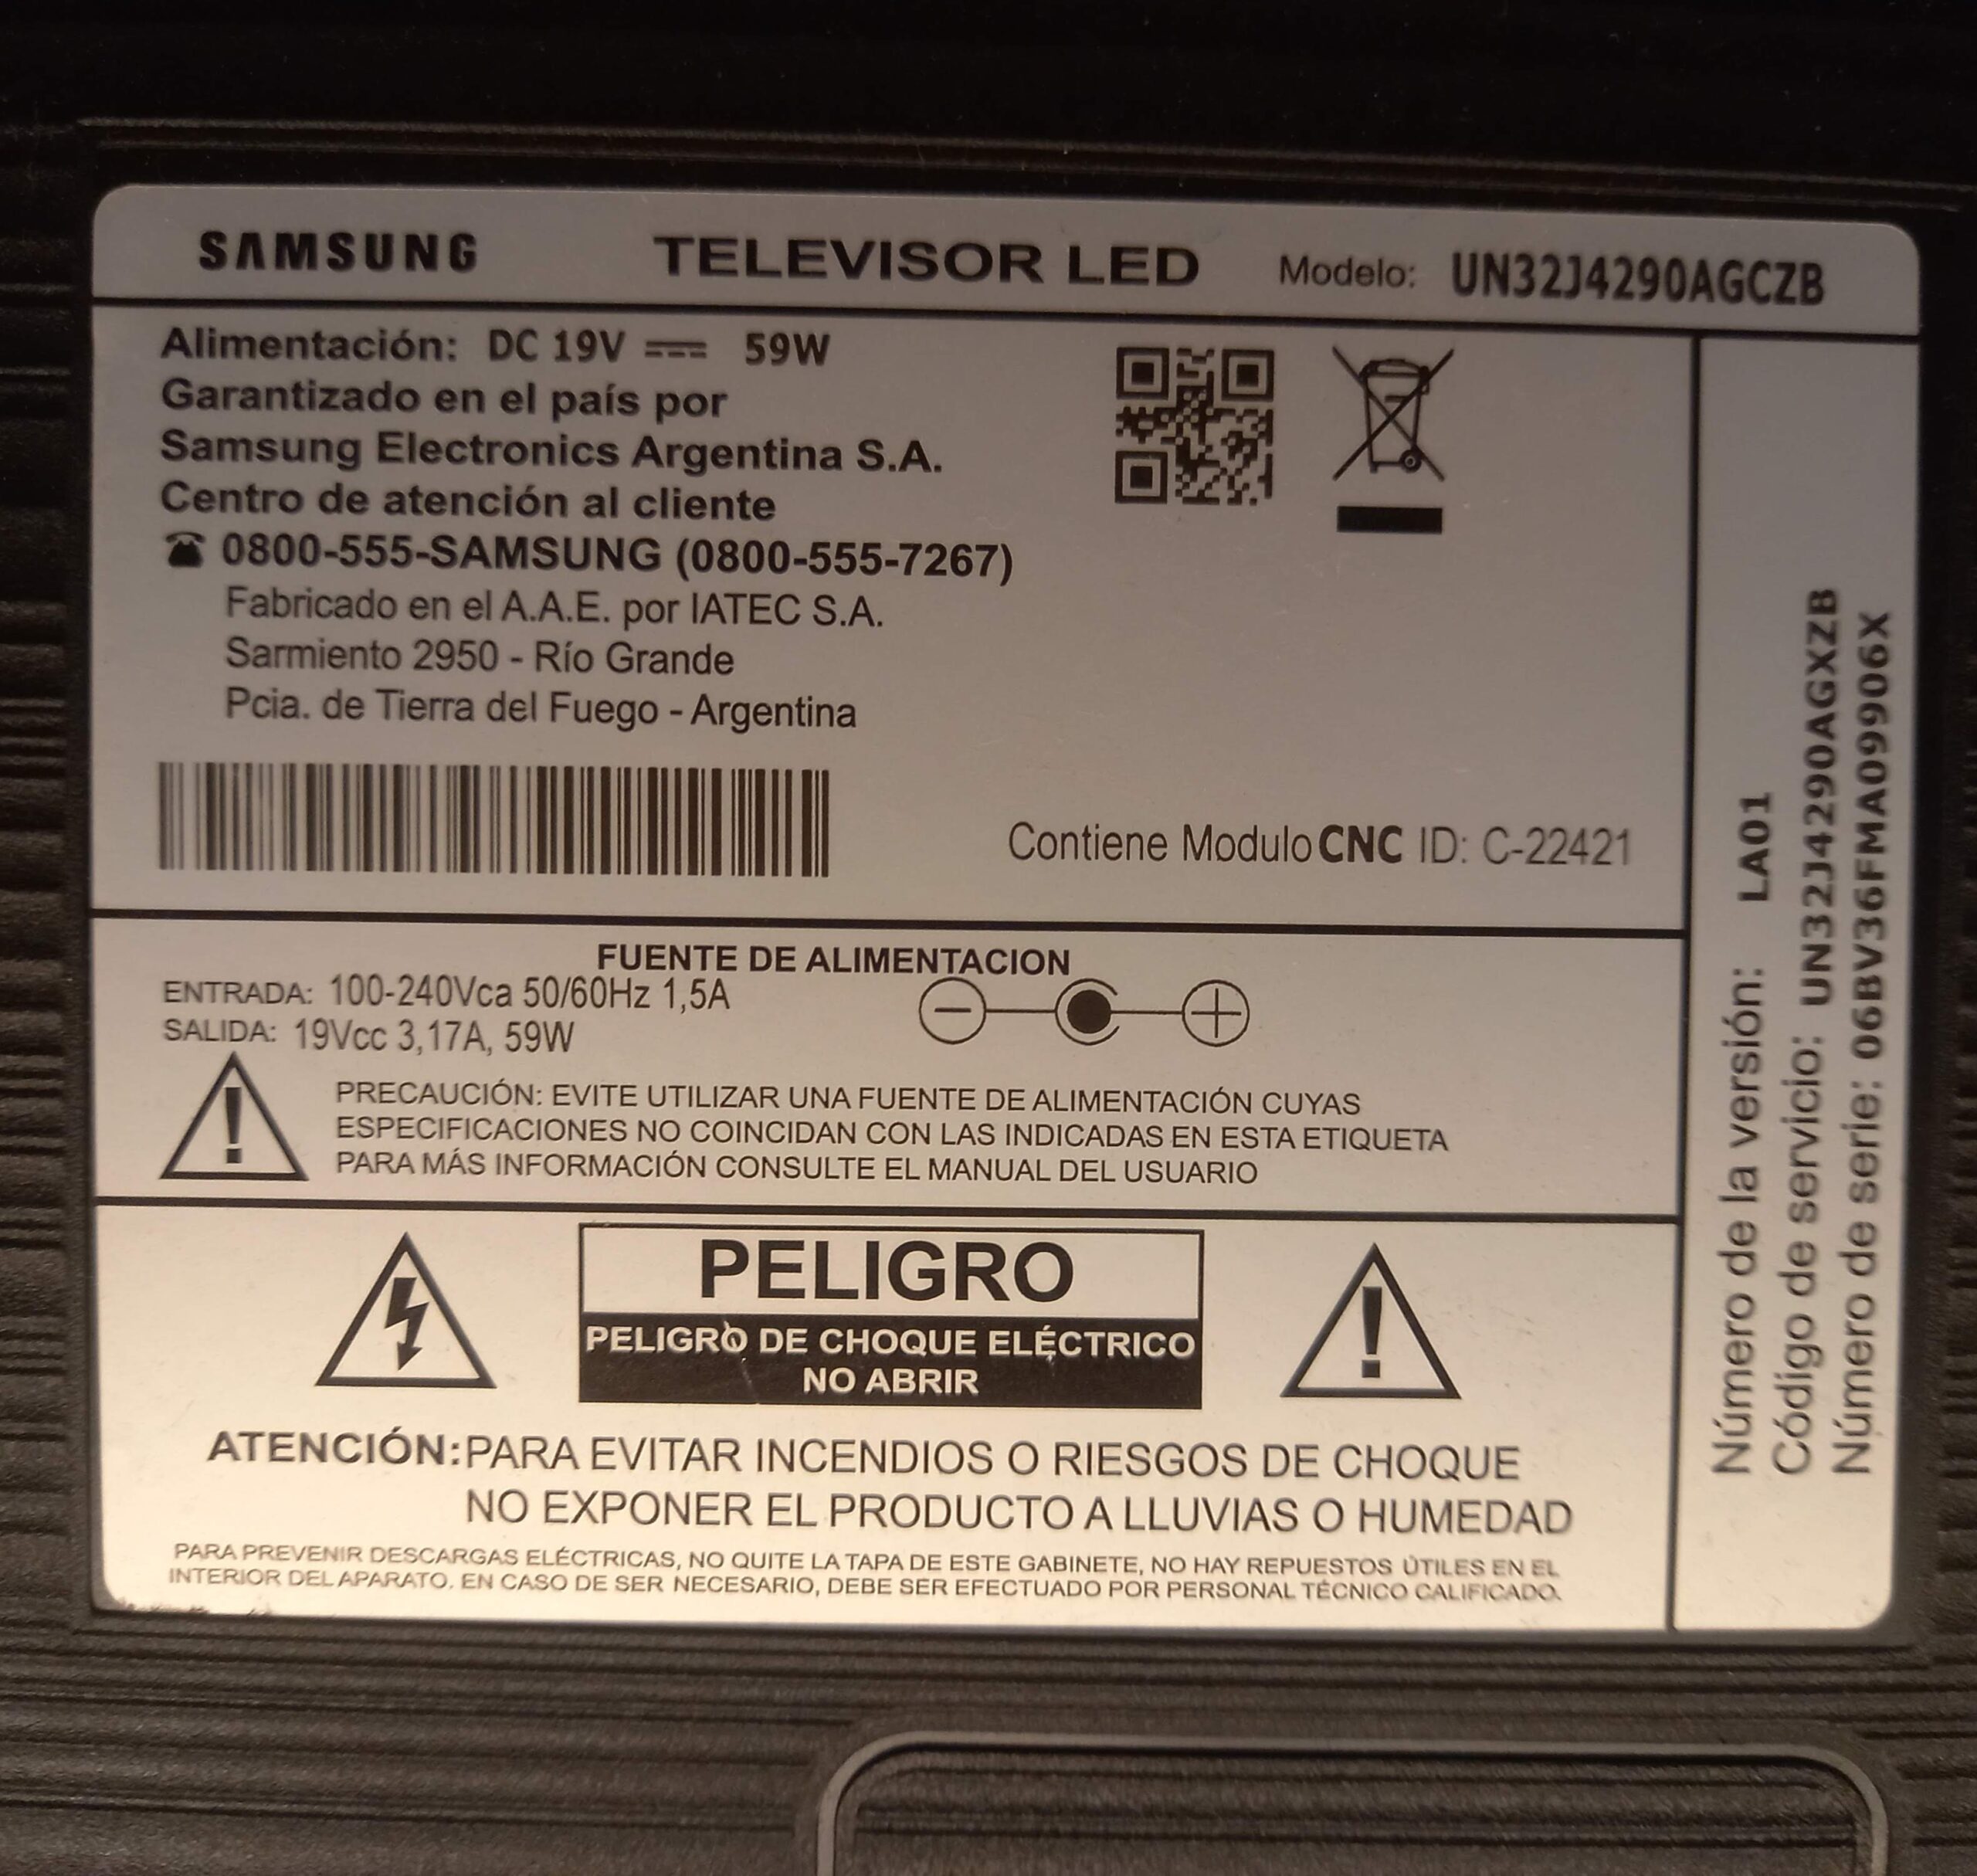 SAMSUNG TELEVISOR LED Modelo: UN32J4290AGCZB
Alimentación: DC 19V 59W
Garantizado en el país por
Samsung Electronics Argentina S.A.
Centro de atención al cliente
☎ 0800-555-SAMSUNG (0800-555-7267)
Fabricado en el A.A.E. por IATEC S.A.
Sarmiento 2950 - Río Grande
Pcia. de Tierra del Fuego - Argentina
Contiene Modulo CNC ID: C-22421
FUENTE DE ALIMENTACION
ENTRADA: 100-240Vca 50/60Hz 1,5A
SALIDA: 19Vcc 3,17A, 59W
PRECAUCIÓN: EVITE UTILIZAR UNA FUENTE DE ALIMENTACIÓN CUYAS
ESPECIFICACIONES NO COINCIDAN CON LAS INDICADAS EN ESTA ETIQUETA
PARA MÁS INFORMACIÓN CONSULTE EL MANUAL DEL USUARIO
PELIGRO
PELIGRO DE CHOQUE ELÉCTRICO
NO ABRIR
ATENCIÓN: PARA EVITAR INCENDIOS O RIESGOS DE CHOQUE
NO EXPONER EL PRODUCTO A LLUVIAS O HUMEDAD
PARA PREVENIR DESCARGAS ELÉCTRICAS, NO QUITE LA TAPA DE ESTE GABINETE, NO HAY REPUESTOS ÚTILES EN EL
INTERIOR DEL APARATO. EN CASO DE SER NECESARIO, DEBE SER EFECTUADO POR PERSONAL TÉCNICO CALIFICADO.
Número de la versión: LA01
Código de servicio: UN32J4290AGXZB
Número de serie: 06BV36FMA09906X